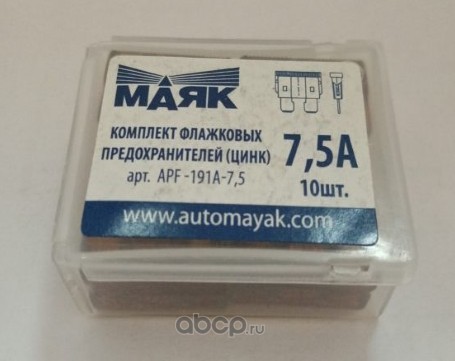 МАЯК
КОМПЛЕКТ ФЛАЖКОВЫХ
ПРЕДОХРАНИТЕЛЕЙ (ЦИНК)
арт. APF-191A-7,5
7,5А
10шт.
www.automayak.com
abcp.ru